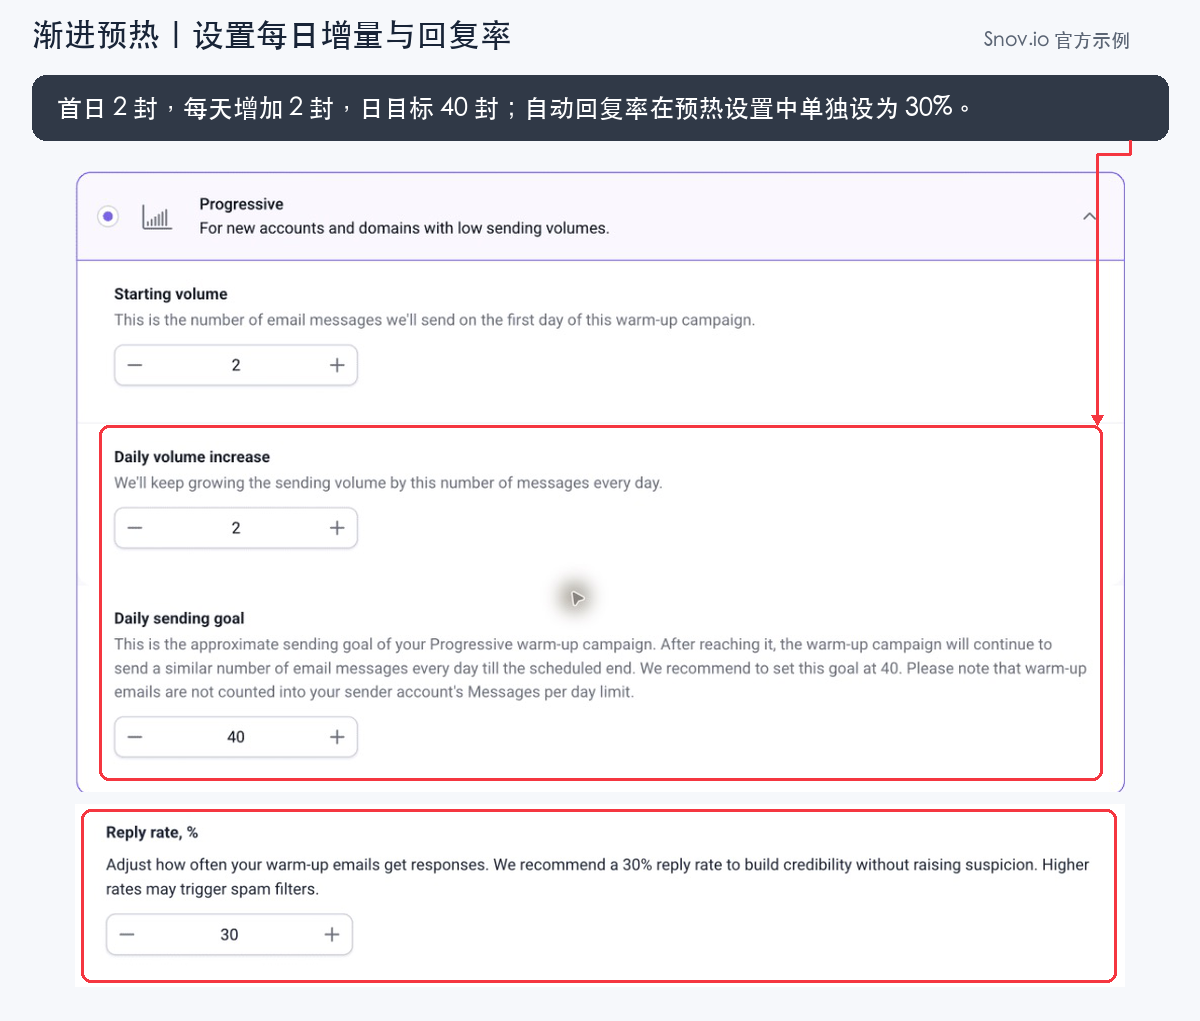 渐进预热丨设置每日增量与回复率
Snov.io 官方示例
首日 2 封，每天增加 2 封，日目标 40 封；自动回复率在预热设置中单独设为 30%。
Progressive
For new accounts and domains with low sending volumes.
Starting volume
This is the number of email messages we'll send on the first day of this warm-up campaign.
— 2 +
Daily volume increase
We'll keep growing the sending volume by this number of messages every day.
— 2 +
Daily sending goal
This is the approximate sending goal of your Progressive warm-up campaign. After reaching it, the warm-up campaign will continue to
send a similar number of email messages every day till the scheduled end. We recommend to set this goal at 40. Please note that warm-up
emails are not counted into your sender account's Messages per day limit.
— 40 +
Reply rate, %
Adjust how often your warm-up emails get responses. We recommend a 30% reply rate to build credibility without raising suspicion. Higher
rates may trigger spam filters.
— 30 +